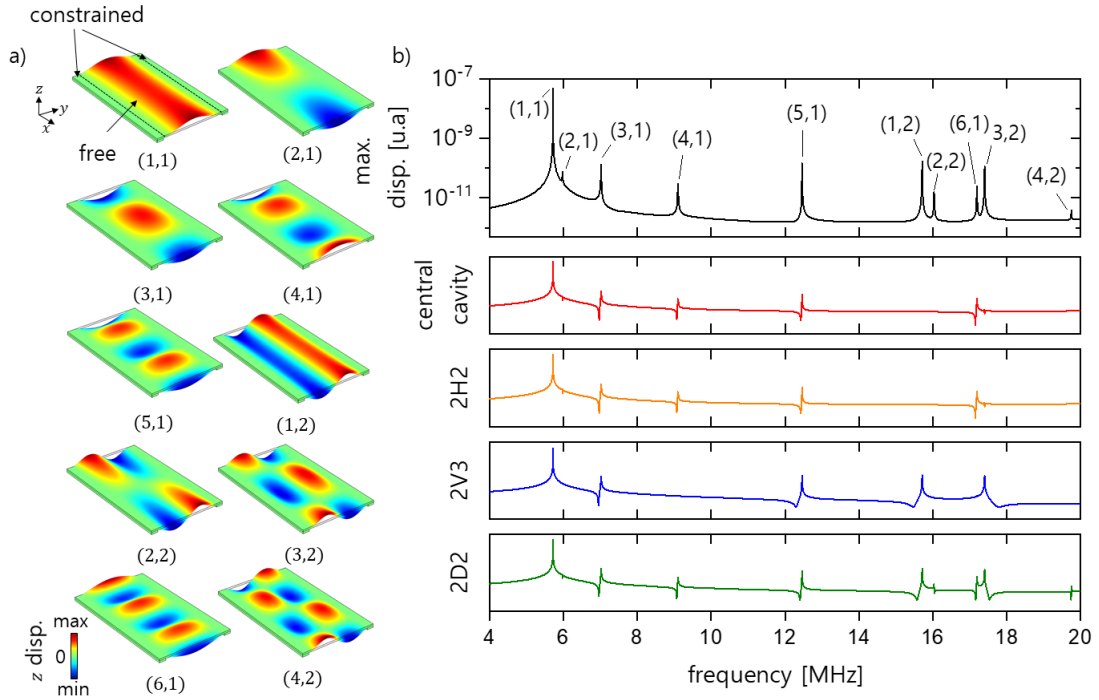 a)
constrained
z
y
x
free
(1,1)
(2,1)
(3,1)
(4,1)
(5,1)
(1,2)
(2,2)
(3,2)
(6,1)
(4,2)
z disp.
max
0
min
b)
max.
disp. [u.a]
10-7
10-9
10-11
(1,1)
(2,1)
(3,1)
(4,1)
(5,1)
(1,2)
(2,2)
(6,1)
3,2)
(4,2)
central
cavity
2H2
2V3
2D2
4 6 8 10 12 14 16 18 20
frequency [MHz]